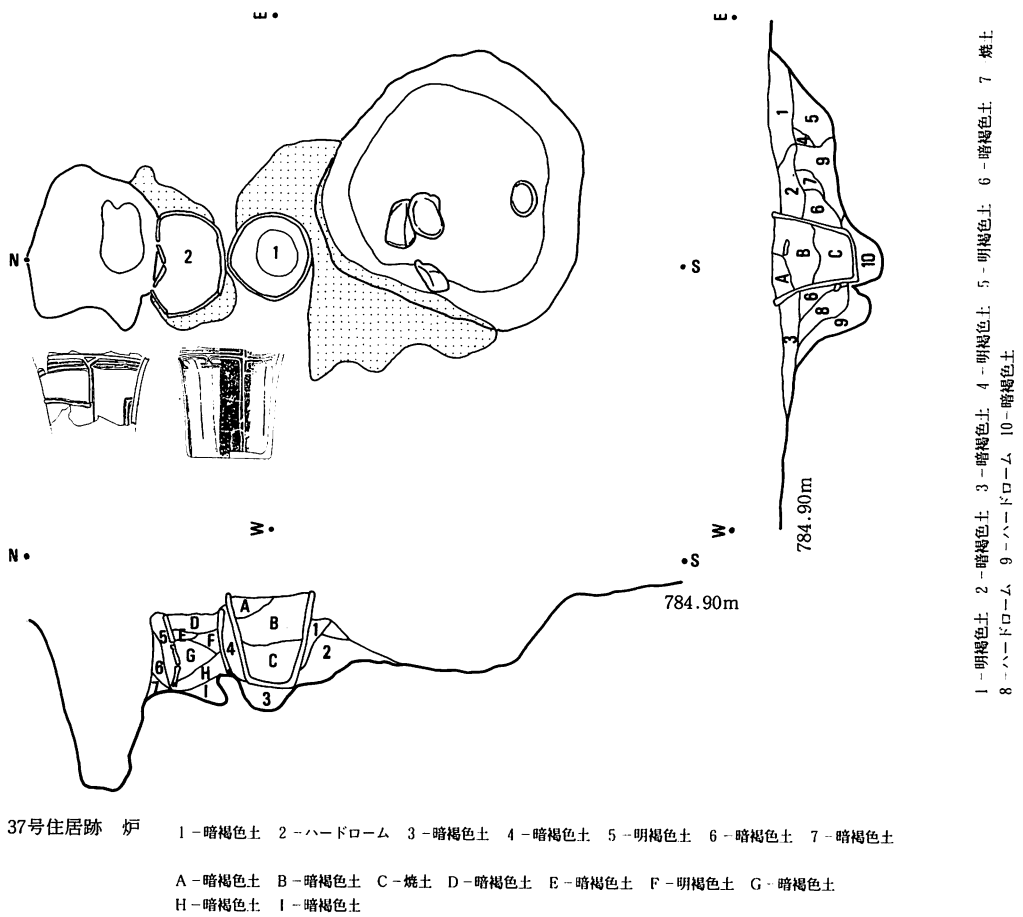 E• E•
1 5 4 9 2 7 6 L B C 10 A 6 8 3 9
N• 2 1 •S
W• W•
784.90m
N• •S
784.90m
A B C D E F G H I 1 2 3 4 5 6 7
1-明褐色土 2-暗褐色土 3-暗褐色土 4-明褐色土 5-明褐色土 6-暗褐色土 7 焼土
8-ハードローム 9-ハードローム 10-暗褐色土
37号住居跡 炉
1-暗褐色土 2-ハードローム 3-暗褐色土 4-暗褐色土 5-明褐色土 6-暗褐色土 7-暗褐色土
A-暗褐色土 B-暗褐色土 C-焼土 D-暗褐色土 E-暗褐色土 F-明褐色土 G-暗褐色土
H-暗褐色土 I-暗褐色土